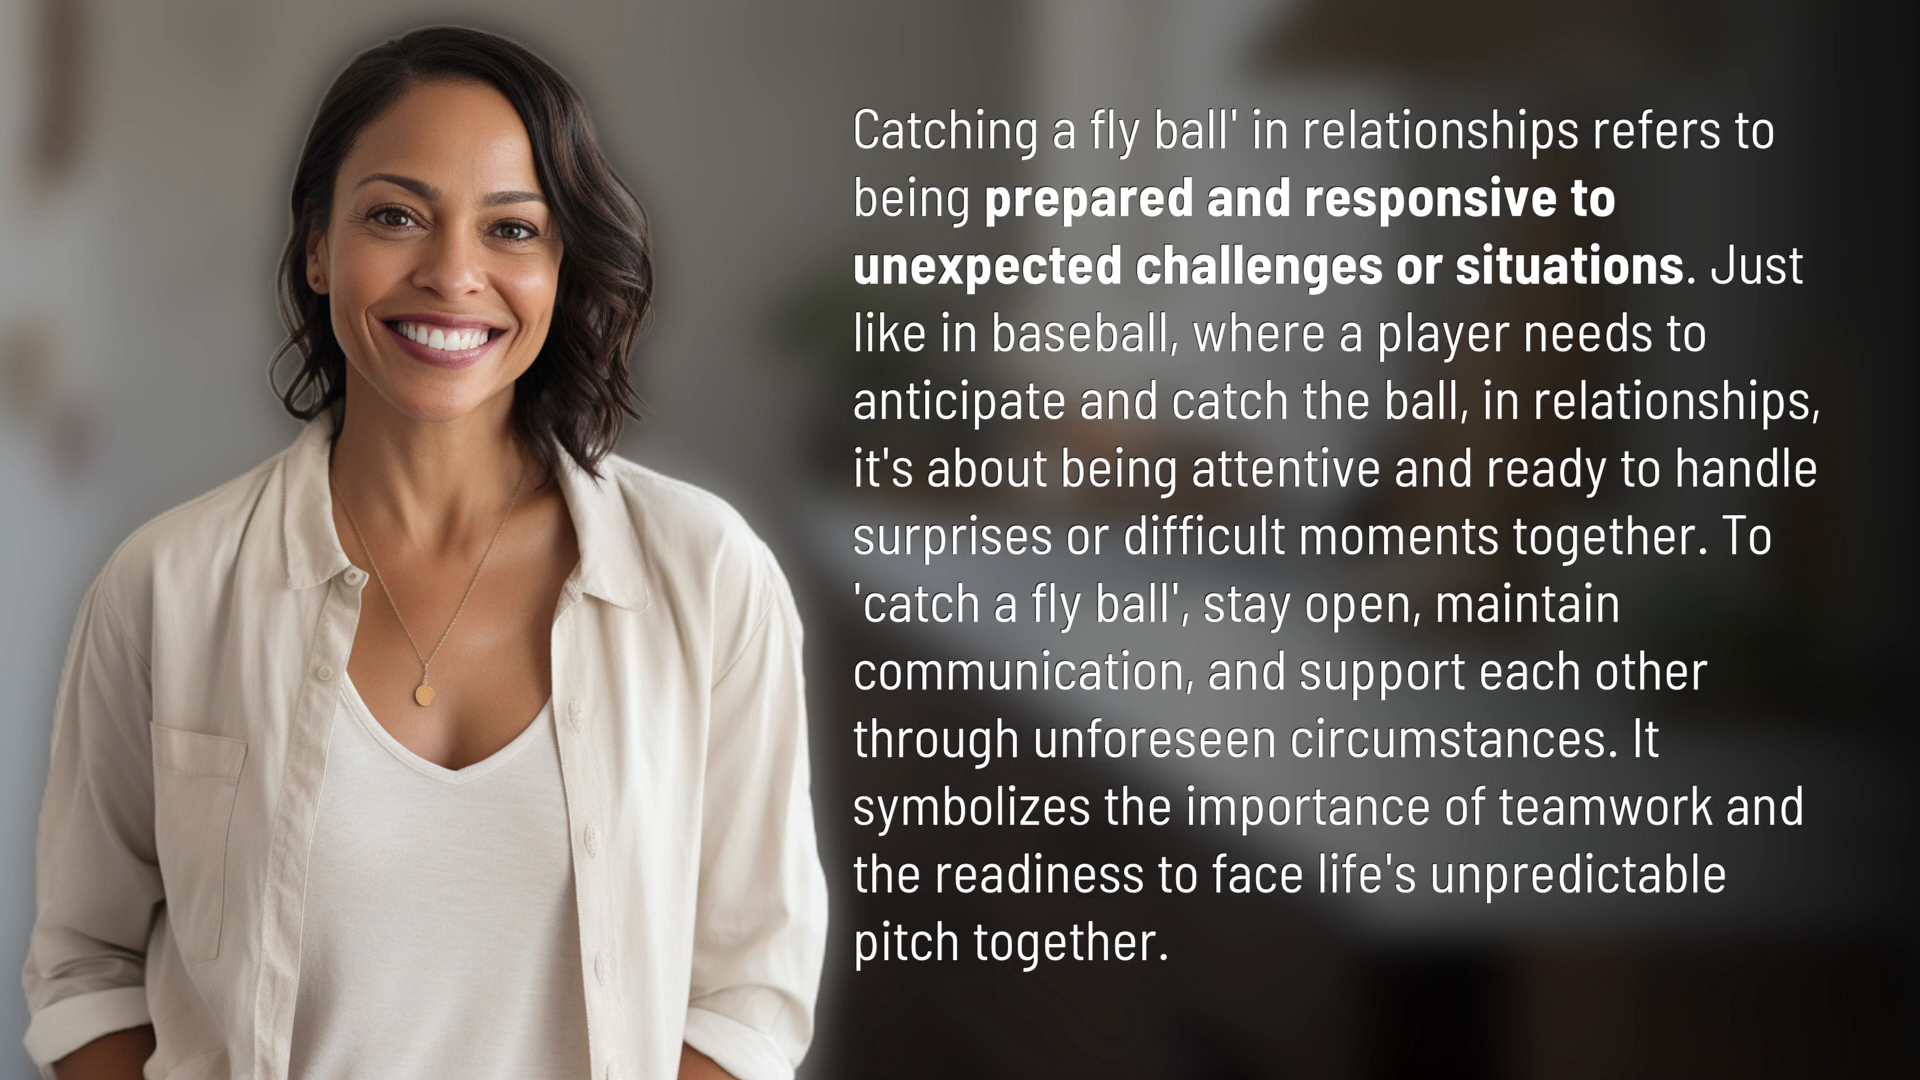 Catching a fly ball' in relationships refers to
being prepared and responsive to
unexpected challenges or situations. Just
like in baseball, where a player needs to
anticipate and catch the ball, in relationships,
it's about being attentive and ready to handle
surprises or difficult moments together. To
'catch a fly ball', stay open, maintain
communication, and support each other
through unforeseen circumstances. It
symbolizes the importance of teamwork and
the readiness to face life's unpredictable
pitch together.